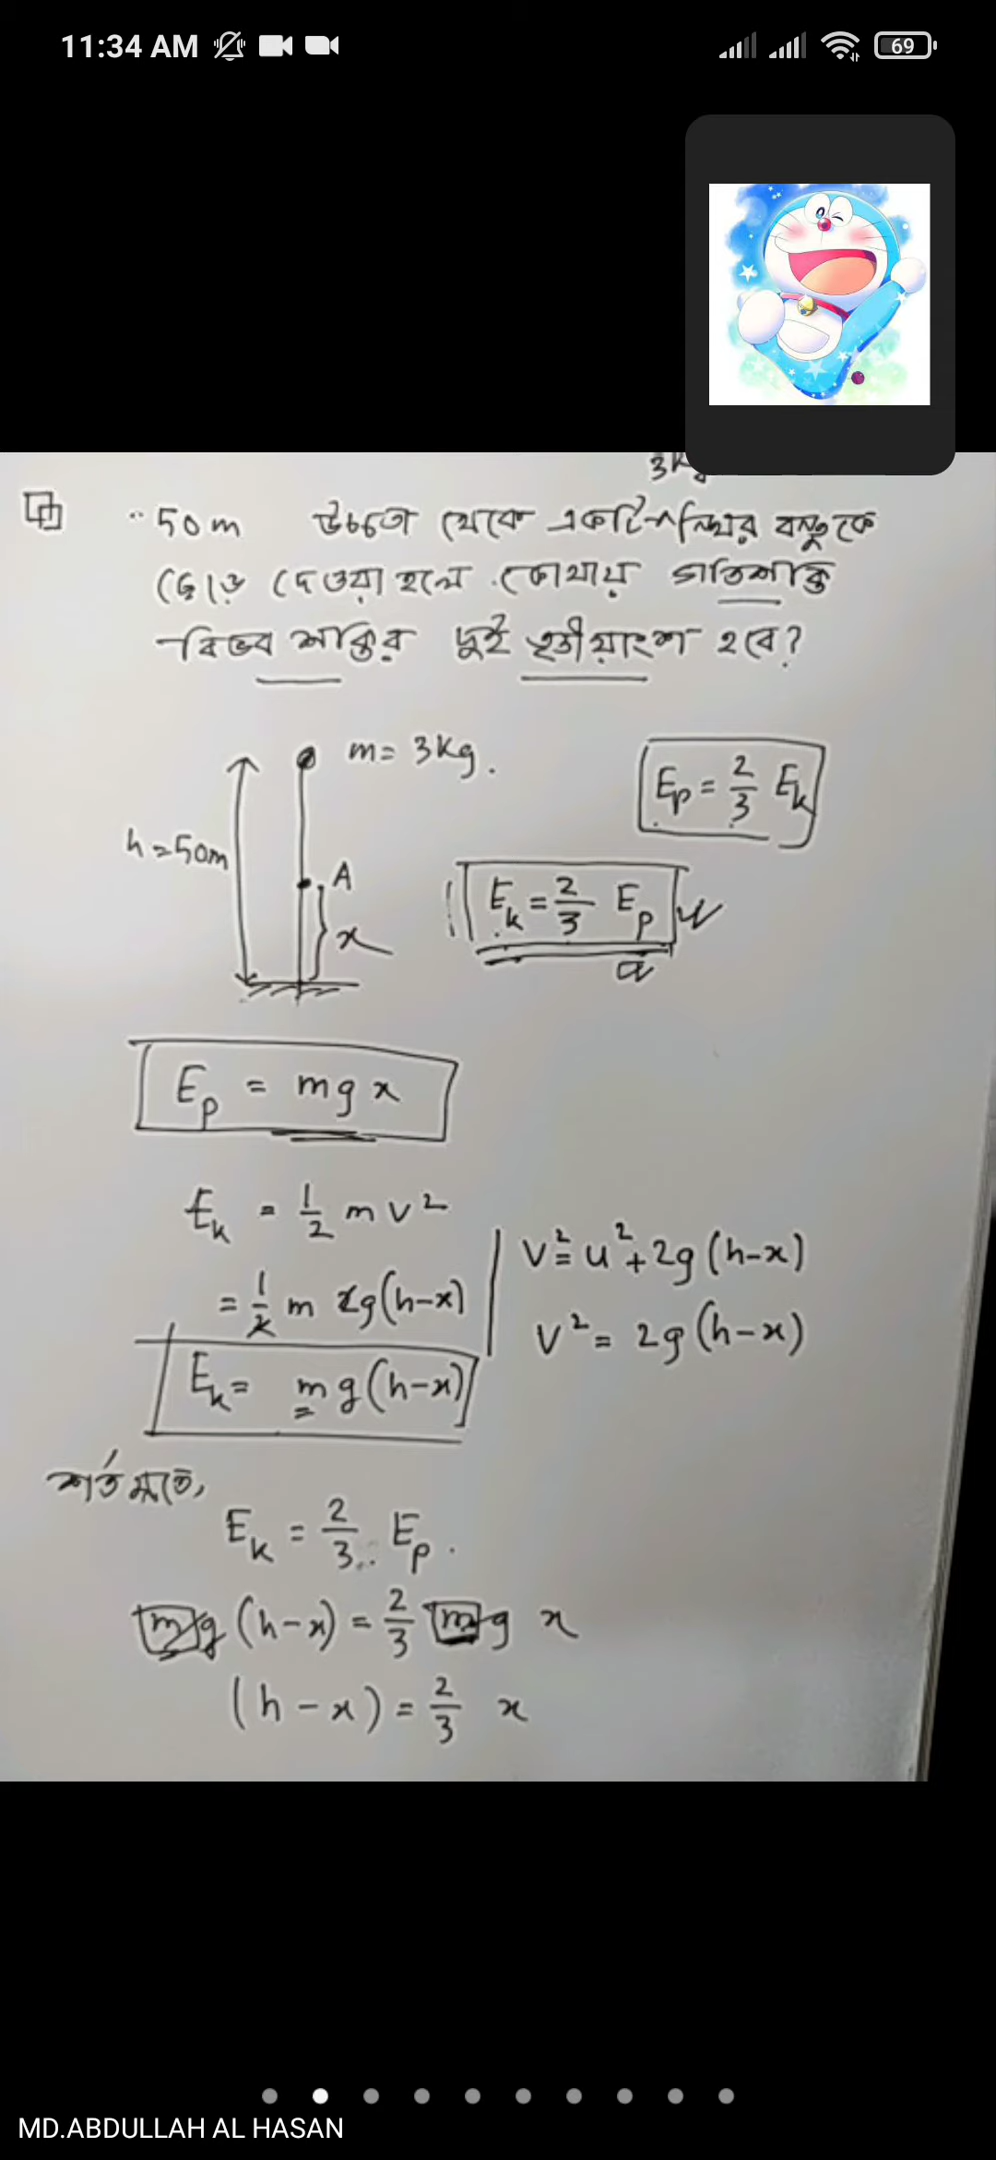 11:34 AM
69
3kg
50m উচ্চতা থেকে একটি স্থির বস্তুকে
ছেড়ে দেওয়া হলে কোথায় গতিশক্তি
বিভব শক্তির দুই তৃতীয়াংশ হবে?
m = 3kg.
Ep = 2/3 Ek
h = 50m
A
Ek = 2/3 Ep
x
Ep = mgx
Ek = 1/2 mv²
v² = u² + 2g(h-x)
= 1/2 m 2g(h-x)
v² = 2g(h-x)
Ek = mg(h-x)
শর্ত মতে,
Ek = 2/3 Ep.
mg(h-x) = 2/3 mg x
(h-x) = 2/3 x
MD.ABDULLAH AL HASAN